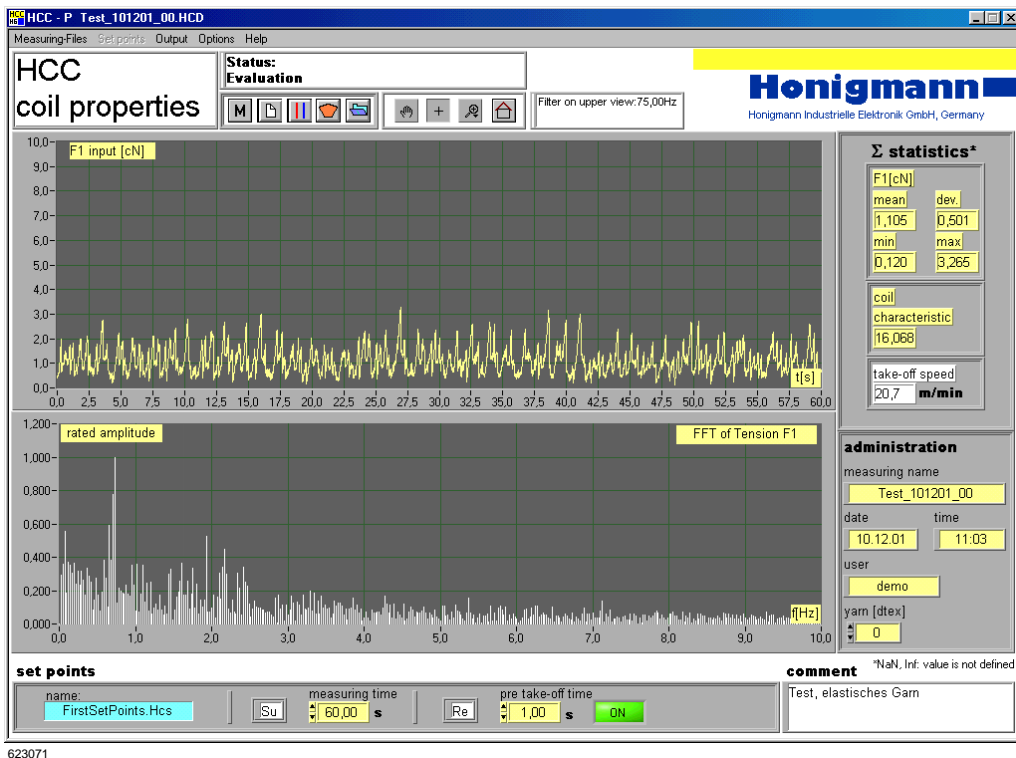 HCC - P Test_101201_00.HCD
Measuring-Files Set points Output Options Help
HCC
coil properties
Status:
Evaluation
M
Filter on upper view:75,00Hz
Honigmann
Honigmann Industrielle Elektronik GmbH, Germany
F1 input [cN]
10,0
9,0
8,0
7,0
6,0
5,0
4,0
3,0
2,0
1,0
0,0
0,0 2,5 5,0 7,5 10,0 12,5 15,0 17,5 20,0 22,5 25,0 27,5 30,0 32,5 35,0 37,5 40,0 42,5 45,0 47,5 50,0 52,5 55,0 57,5 60,0
t[s]
rated amplitude
FFT of Tension F1
1,200
1,000
0,800
0,600
0,400
0,200
0,000
0,0 1,0 2,0 3,0 4,0 5,0 6,0 7,0 8,0 9,0 10,0
f[Hz]
Σ statistics*
F1[cN]
mean dev.
1,105 0,501
min max
0,120 3,265
coil
characteristic
16,068
take-off speed
20,7 m/min
administration
measuring name
Test_101201_00
date time
10.12.01 11:03
user
demo
yarn [dtex]
0
*NaN, Inf: value is not defined
set points
name:
FirstSetPoints.Hcs
Su
measuring time
60,00 s
Re
pre take-off time
1,00 s
ON
comment
Test, elastisches Garn
623071